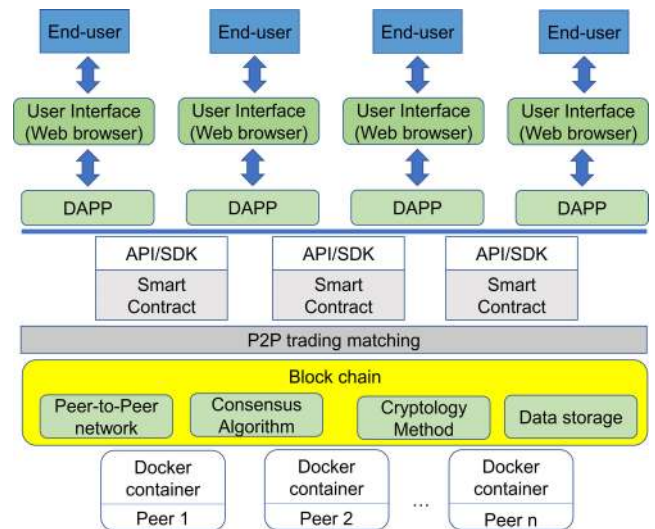 End-user
End-user
End-user
End-user
User Interface
(Web browser)
User Interface
(Web browser)
User Interface
(Web browser)
User Interface
(Web browser)
DAPP
DAPP
DAPP
DAPP
API/SDK
API/SDK
API/SDK
Smart
Contract
Smart
Contract
Smart
Contract
P2P trading matching
Block chain
Peer-to-Peer
network
Consensus
Algorithm
Cryptology
Method
Data storage
Docker
container
Peer 1
Docker
container
Peer 2
...
Docker
container
Peer n